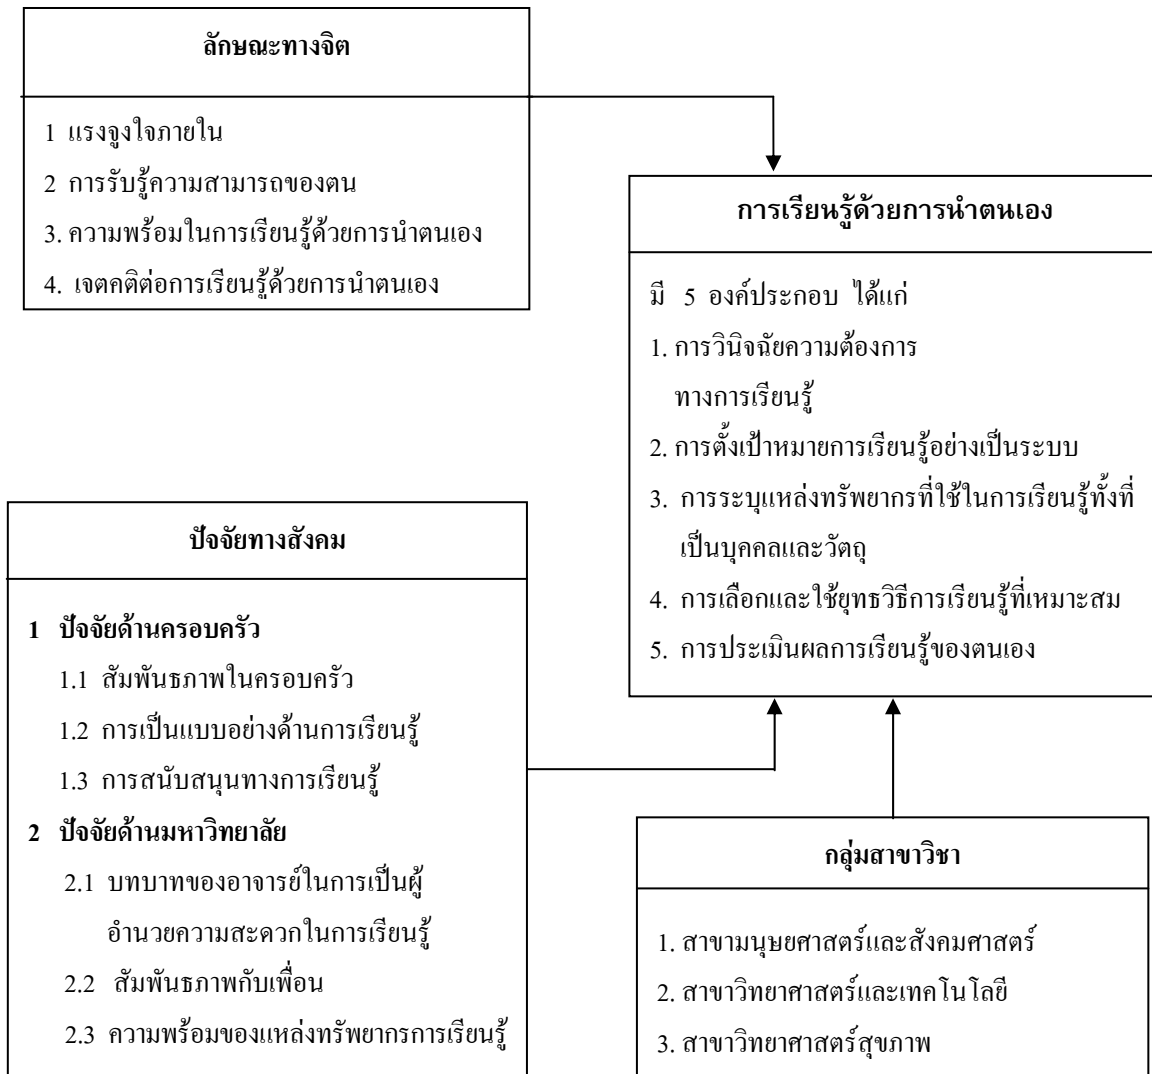 ลักษณะทางจิต
1 แรงจูงใจภายใน
2 การรับรู้ความสามารถของตน
3. ความพร้อมในการเรียนรู้ด้วยการนำตนเอง
4. เจตคติต่อการเรียนรู้ด้วยการนำตนเอง
การเรียนรู้ด้วยการนำตนเอง
มี 5 องค์ประกอบ ได้แก่
1. การวินิจฉัยความต้องการ
ทางการเรียนรู้
2. การตั้งเป้าหมายการเรียนรู้อย่างเป็นระบบ
3. การระบุแหล่งทรัพยากรที่ใช้ในการเรียนรู้ทั้งที่
เป็นบุคคลและวัตถุ
4. การเลือกและใช้ยุทธวิธีการเรียนรู้ที่เหมาะสม
5. การประเมินผลการเรียนรู้ของตนเอง
ปัจจัยทางสังคม
1 ปัจจัยด้านครอบครัว
1.1 สัมพันธภาพในครอบครัว
1.2 การเป็นแบบอย่างด้านการเรียนรู้
1.3 การสนับสนุนทางการเรียนรู้
2 ปัจจัยด้านมหาวิทยาลัย
2.1 บทบาทของอาจารย์ในการเป็นผู้
อำนวยความสะดวกในการเรียนรู้
2.2 สัมพันธภาพกับเพื่อน
2.3 ความพร้อมของแหล่งทรัพยากรการเรียนรู้
กลุ่มสาขาวิชา
1. สาขามนุษยศาสตร์และสังคมศาสตร์
2. สาขาวิทยาศาสตร์และเทคโนโลยี
3. สาขาวิทยาศาสตร์สุขภาพ